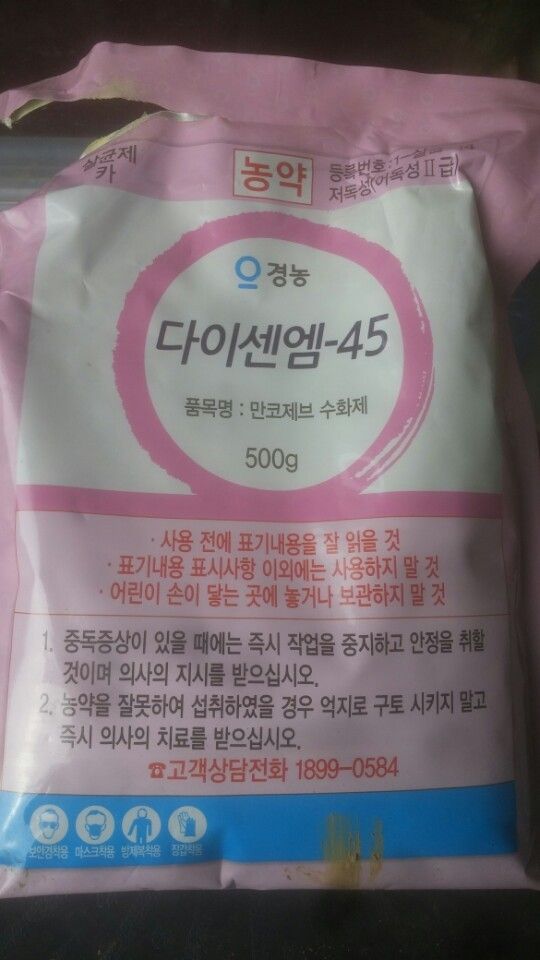 살균제
카
농약
등록번호 :
저독성(어독성Ⅱ급)
경농
다이센엠-45
품목명 : 만코제브 수화제
500g
· 사용 전에 표기내용을 잘 읽을 것
· 표기내용 표시사항 이외에는 사용하지 말 것
· 어린이 손이 닿는 곳에 놓거나 보관하지 말 것
1. 중독증상이 있을 때에는 즉시 작업을 중지하고 안정을 취할
것이며 의사의 지시를 받으십시오.
2. 농약을 잘못하여 섭취하였을 경우 억지로 구토 시키지 말고
즉시 의사의 치료를 받으십시오.
☎고객상담전화 1899-0584
보안경착용 마스크착용 방제복착용 장갑착용